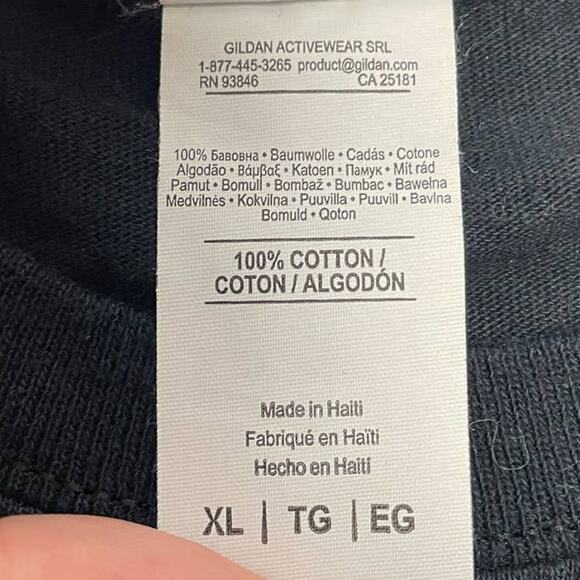 GILDAN ACTIVEWEAR SRL
1-877-445-3265 product@gildan.com
RN 93846 CA 25181
100% Бавовна • Baumwolle • Cadás • Cotone
Algodão • Βάμβαξ • Katoen • Памук • Mít rád
Pamut • Bomull • Bombaž • Bumbac • Bawełna
Medvilnės • Kokvilna • Puuvilla • Puuvill • Bavlna
Bomuld • Qoton
100% COTTON /
COTON / ALGODÓN
Made in Haiti
Fabriqué en Haïti
Hecho en Haití
XL | TG | EG